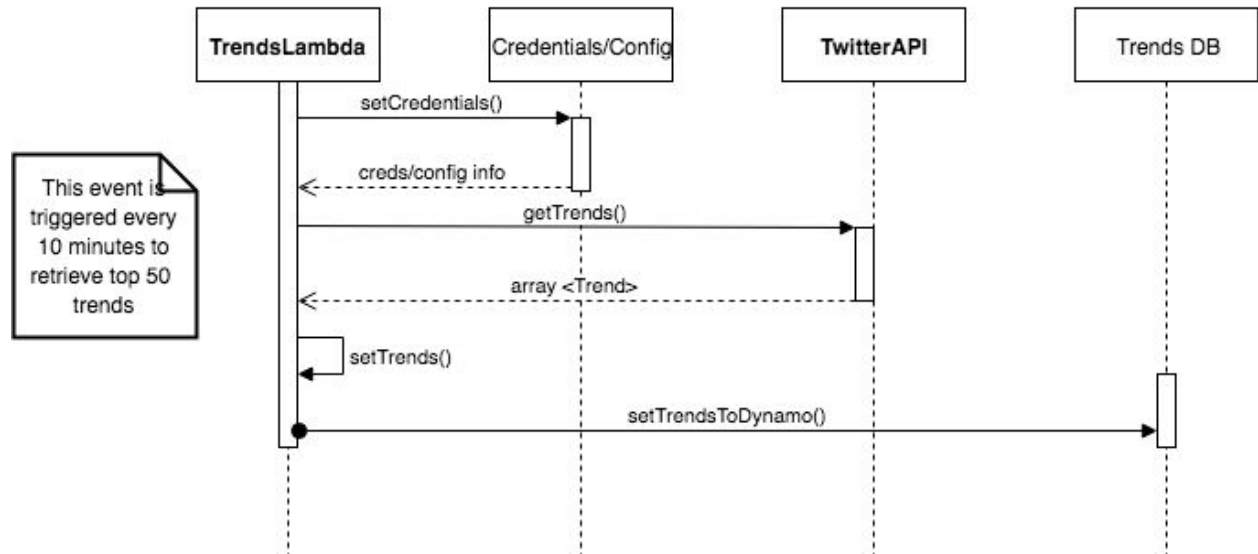 TrendsLambda
Credentials/Config
TwitterAPI
Trends DB
setCredentials()
creds/config info
This event is
triggered every
10 minutes to
retrieve top 50
trends
getTrends()
array <Trend>
setTrends()
setTrendsToDynamo()